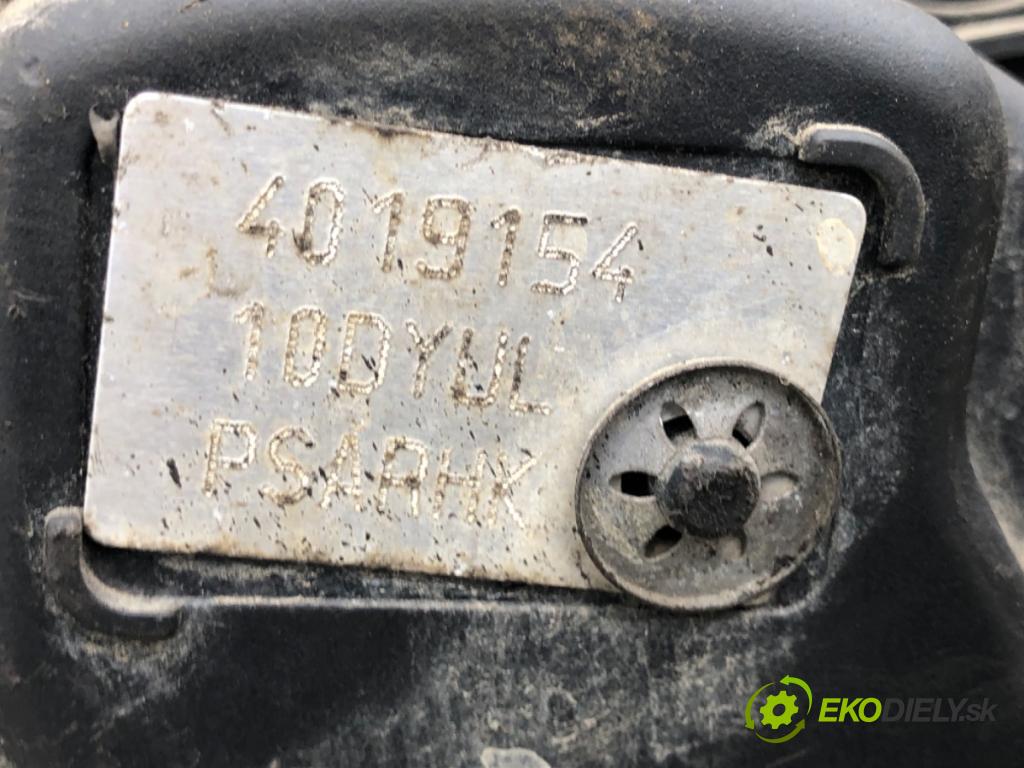 4019154
10DYUL
PSARHK
EKODIELY.sk